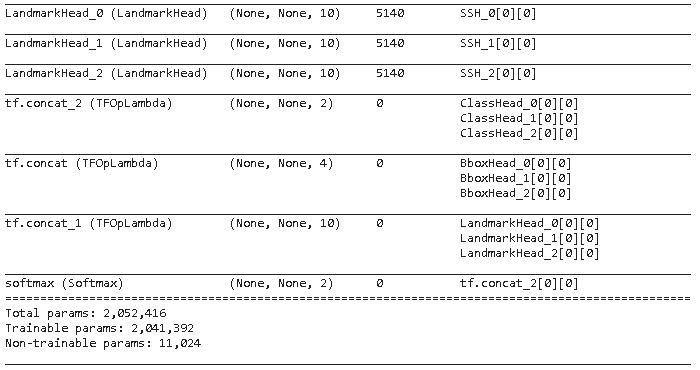 LandmarkHead_0 (LandmarkHead) (None, None, 10) 5140 SSH_0[0][0]
LandmarkHead_1 (LandmarkHead) (None, None, 10) 5140 SSH_1[0][0]
LandmarkHead_2 (LandmarkHead) (None, None, 10) 5140 SSH_2[0][0]
tf.concat_2 (TFOpLambda) (None, None, 2) 0 ClassHead_0[0][0]
ClassHead_1[0][0]
ClassHead_2[0][0]
tf.concat (TFOpLambda) (None, None, 4) 0 BboxHead_0[0][0]
BboxHead_1[0][0]
BboxHead_2[0][0]
tf.concat_1 (TFOpLambda) (None, None, 10) 0 LandmarkHead_0[0][0]
LandmarkHead_1[0][0]
LandmarkHead_2[0][0]
softmax (Softmax) (None, None, 2) 0 tf.concat_2[0][0]
Total params: 2,052,416
Trainable params: 2,041,392
Non-trainable params: 11,024